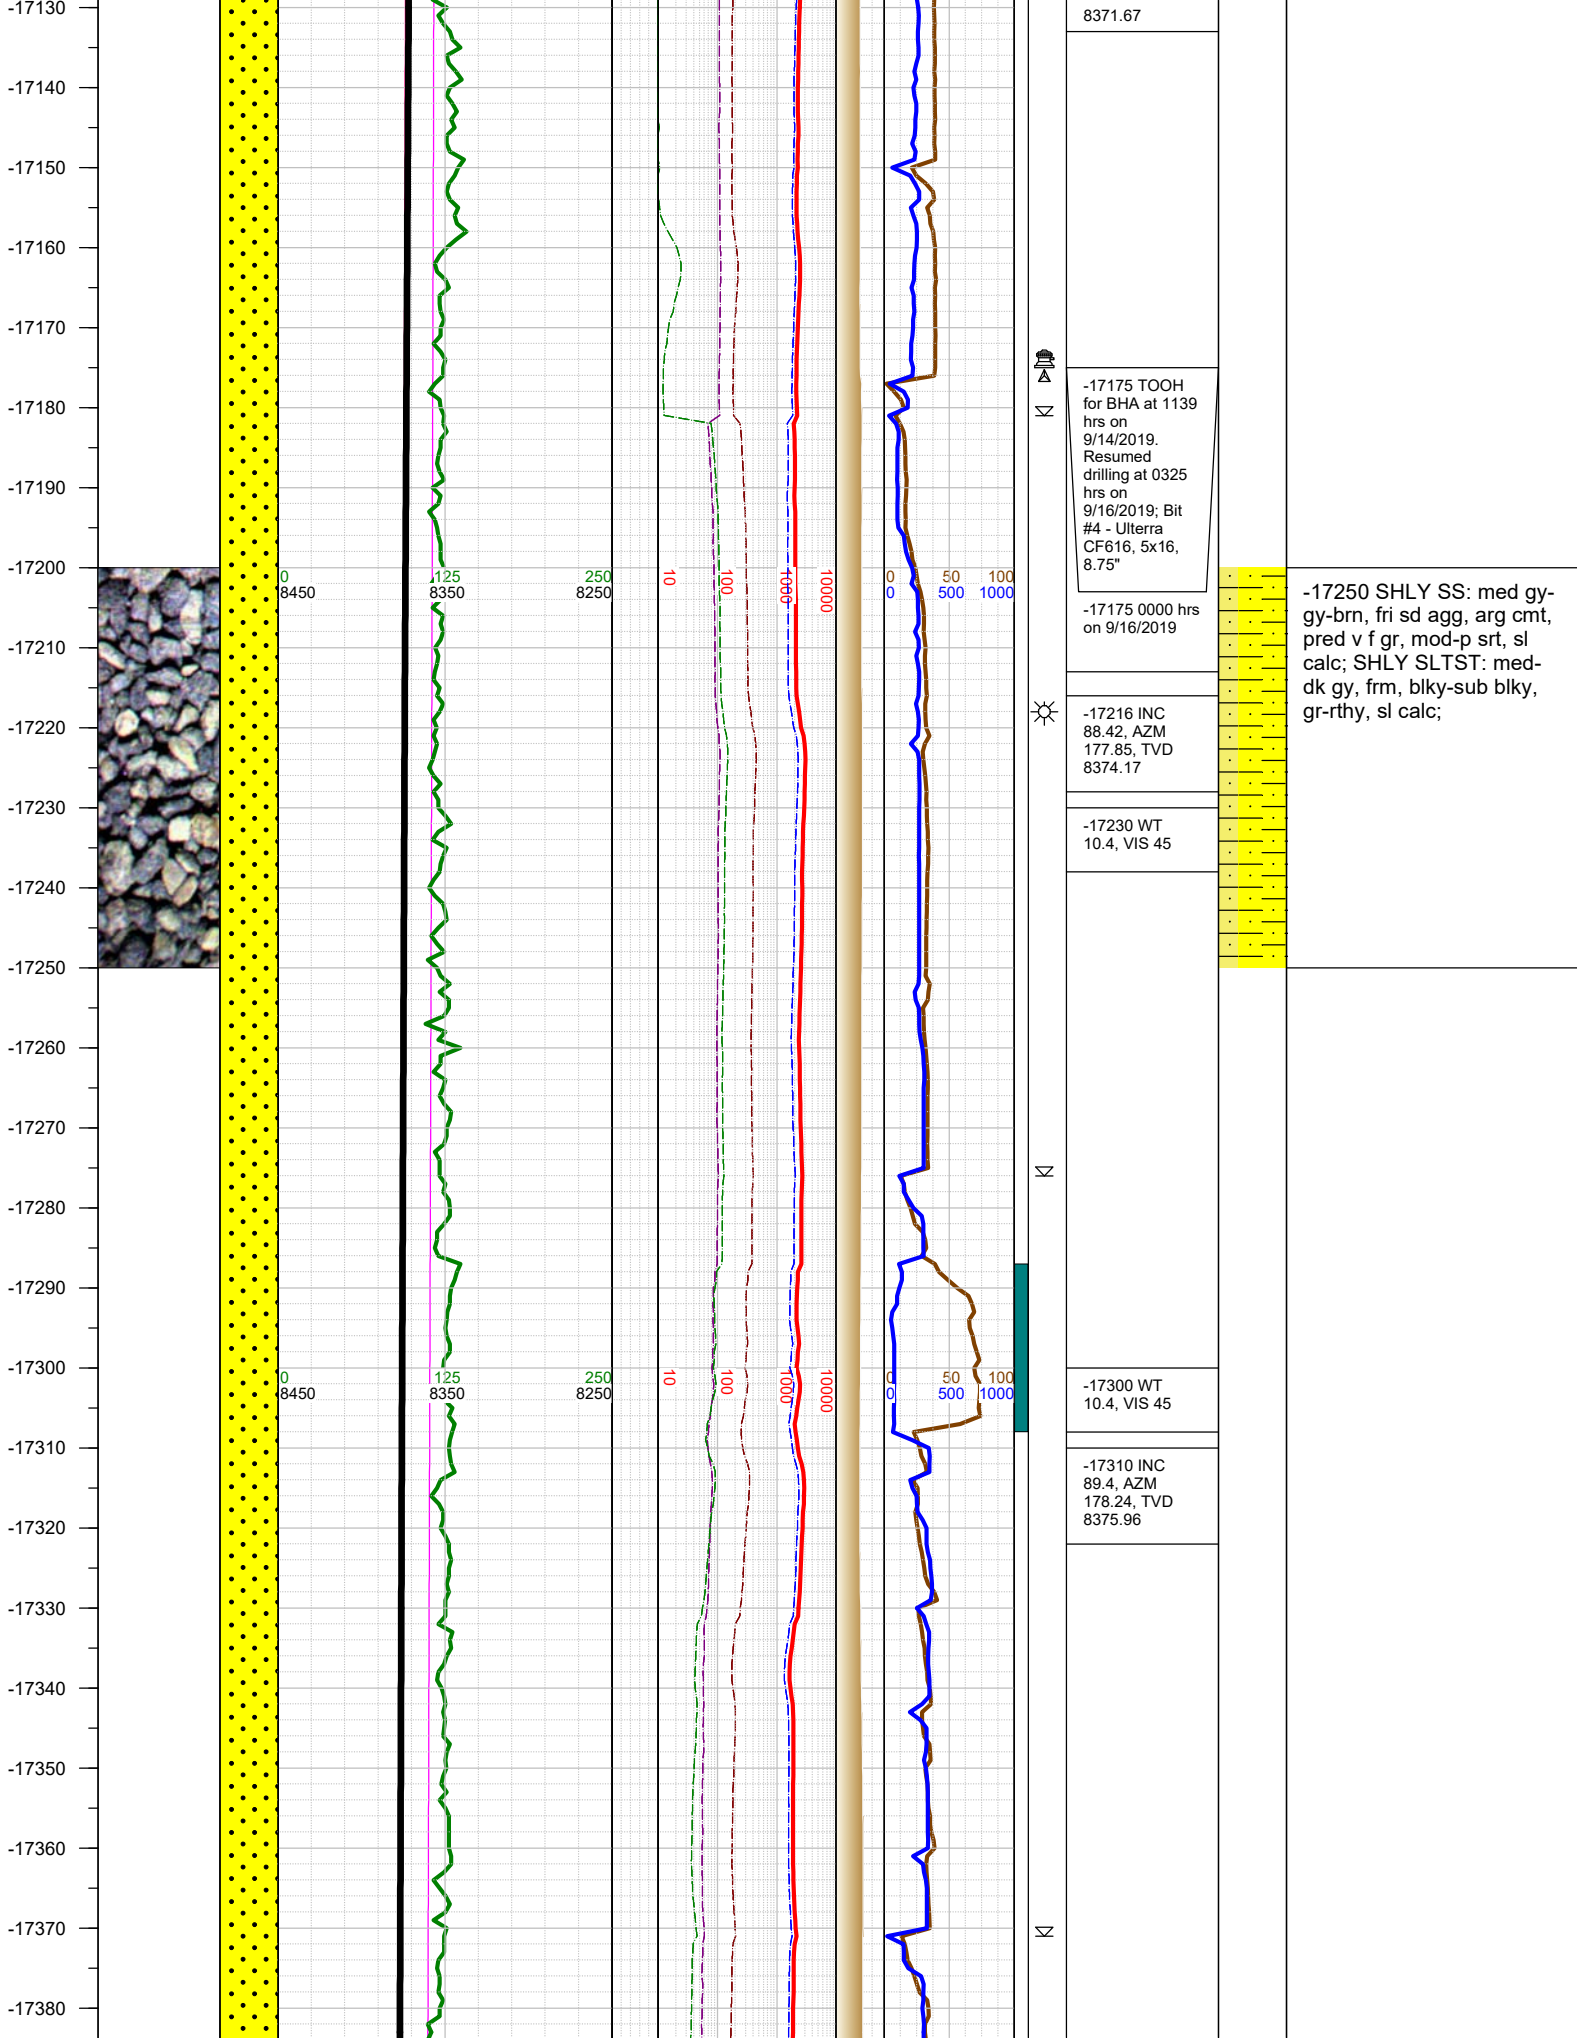 -17130
8371.67
-17140
-17150
-17160
-17170
-17175 TOOH
for BHA at 1139
hrs on
9/14/2019.
Resumed
drilling at 0325
hrs on
9/16/2019; Bit
#4 - Ulterra
CF616, 5x16,
8.75"
-17180
-17190
-17200
0 125 250
8450 8350 8250
10 100 1000 10000
0 50 100
0 500 1000
-17175 0000 hrs
on 9/16/2019
-17250 SHLY SS: med gy-
gy-brn, fri sd agg, arg cmt,
pred v f gr, mod-p srt, sl
calc; SHLY SLTST: med-
dk gy, frm, blky-sub blky,
gr-rthy, sl calc;
-17210
-17216 INC
88.42, AZM
177.85, TVD
8374.17
-17220
-17230
-17230 WT
10.4, VIS 45
-17240
-17250
-17260
-17270
-17280
-17290
-17300
0 125 250
8450 8350 8250
10 100 1000 10000
0 50 100
0 500 1000
-17300 WT
10.4, VIS 45
-17310
-17310 INC
89.4, AZM
178.24, TVD
8375.96
-17320
-17330
-17340
-17350
-17360
-17370
-17380